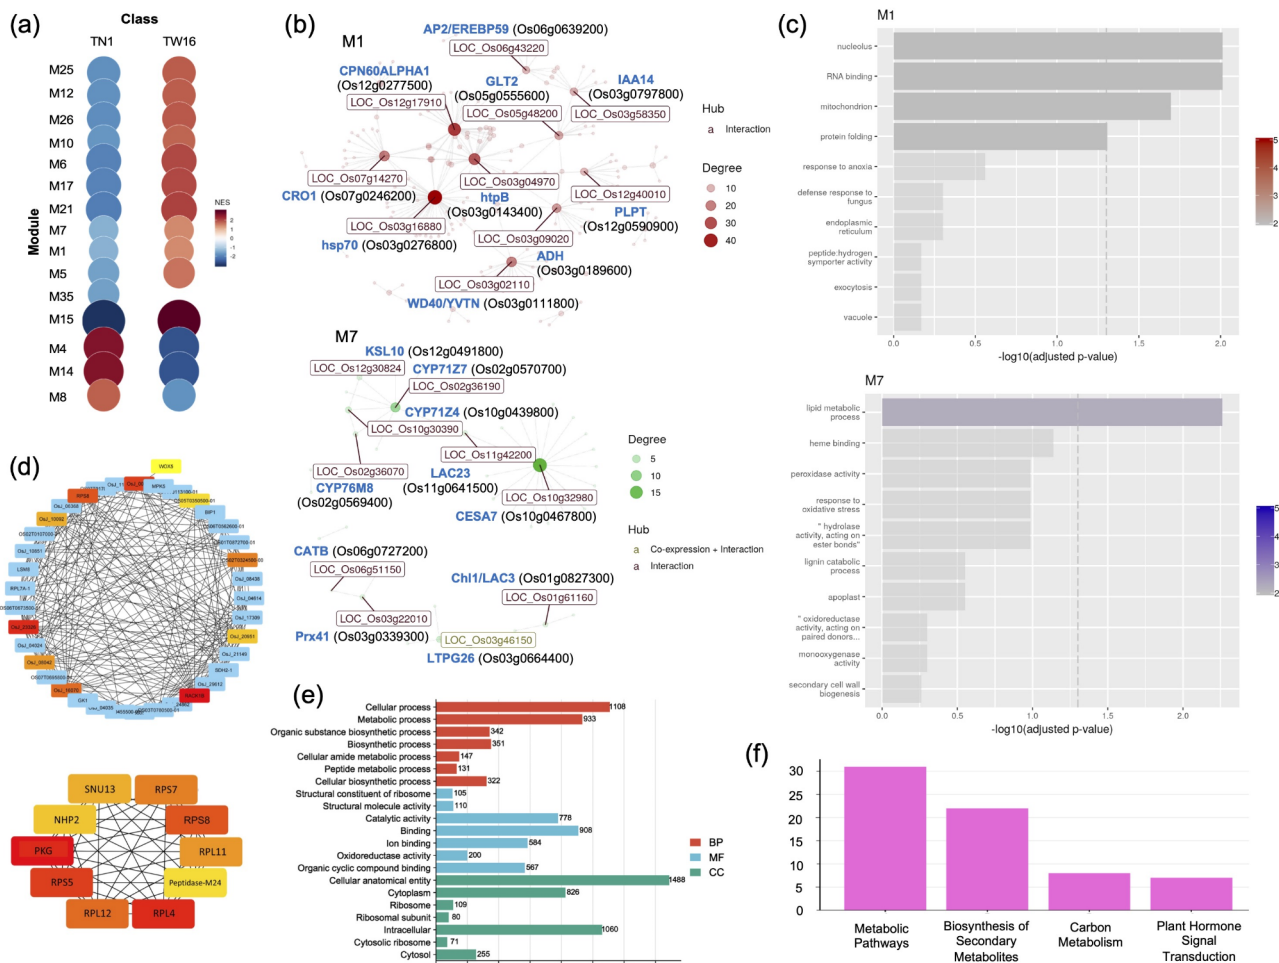 (a)
Class
TN1 TW16
Module
M25
M12
M26
M10
M6
M17
M21
M7
M1
M5
M35
M15
M4
M14
M8
NES
2
1
0
-1
-2
(b)
M1
AP2/EREBP59 (Os06g0639200)
LOC_Os06g43220
CPN60ALPHA1
(Os12g0277500)
LOC_Os12g17910
GLT2
(Os05g0555600)
LOC_Os05g48200
IAA14
(Os03g0797800)
LOC_Os03g58350
LOC_Os07g14270
CRO1 (Os07g0246200)
LOC_Os03g04970
htpB
(Os03g0143400)
LOC_Os12g40010
PLPT
(Os12g0590900)
LOC_Os03g16880
hsp70 (Os03g0276800)
LOC_Os03g09020
ADH
(Os03g0189600)
LOC_Os03g02110
WD40/YVTN (Os03g0111800)
Hub
a Interaction
Degree
10
20
30
40
M7
KSL10 (Os12g0491800)
LOC_Os12g30824
CYP71Z7 (Os02g0570700)
LOC_Os02g36190
CYP71Z4 (Os10g0439800)
LOC_Os10g30390
LOC_Os11g42200
LOC_Os02g36070
CYP76M8
(Os02g0569400)
LAC23
(Os11g0641500)
LOC_Os10g32980
CESA7 (Os10g0467800)
CATB (Os06g0727200)
LOC_Os06g51150
Chl1/LAC3 (Os01g0827300)
LOC_Os01g61160
LOC_Os03g22010
Prx41 (Os03g0339300)
LOC_Os03g46150
LTPG26 (Os03g0664400)
Degree
5
10
15
Hub
a Co-expression + Interaction
a Interaction
(c)
M1
nucleolus
RNA binding
mitochondrion
protein folding
response to anoxia
defense response to
fungus
endoplasmic
reticulum
peptide:hydrogen
symporter activity
exocytosis
vacuole
0.0 0.5 1.0 1.5 2.0
-log10(adjusted p-value)
5
4
3
2
M7
lipid metabolic
process
heme binding
peroxidase activity
response to
oxidative stress
" hydrolase
activity, acting on
ester bonds"
lignin catabolic
process
apoplast
" oxidoreductase
activity, acting on
paired donors...
monooxygenase
activity
secondary cell wall
biogenesis
0.0 0.5 1.0 1.5 2.0
-log10(adjusted p-value)
5
4
3
2
(d)
WOX8
MPK5
RPS8
BIP1
LSM6
RPL7A-1
SDH2-1
GK1
SNU13
RPS7
NHP2
RPS8
PKG
RPL11
RPS5
Peptidase-M24
RPL12
RPL4
(e)
Cellular process 1108
Metabolic process 933
Organic substance biosynthetic process 342
Biosynthetic process 351
Cellular amide metabolic process 147
Peptide metabolic process 131
Cellular biosynthetic process 322
Structural constituent of ribosome 105
Structural molecule activity 110
Catalytic activity 778
Binding 908
Ion binding 584
Oxidoreductase activity 200
Organic cyclic compound binding 567
Cellular anatomical entity 1488
Cytoplasm 826
Ribosome 109
Ribosomal subunit 80
Intracellular 1060
Cytosolic ribosome 71
Cytosol 255
BP
MF
CC
(f)
30
25
20
15
10
5
0
Metabolic
Pathways
Biosynthesis of
Secondary
Metabolites
Carbon
Metabolism
Plant Hormone
Signal
Transduction